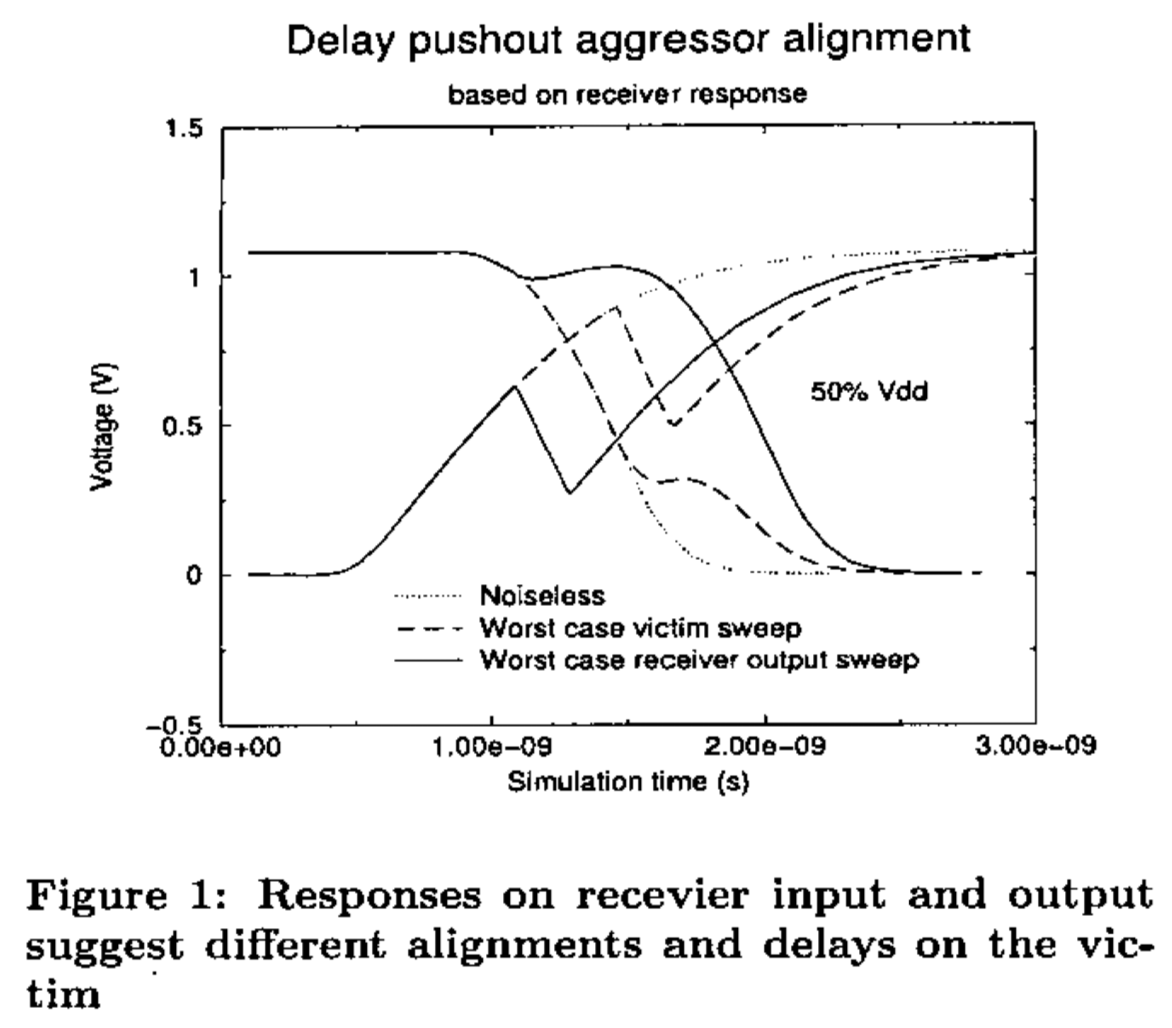 Delay pushout aggressor alignment
based on receiver response
1.5
1
0.5
0
−0.5
Vottage (V)
50% Vdd
Noiseless
Worst case victim sweep
Worst case receiver output sweep
0.00e+00 1.00e−09 2.00e−09 3.00e−09
Simulation time (s)
Figure 1: Responses on recevier input and output
suggest different alignments and delays on the vic-
tim